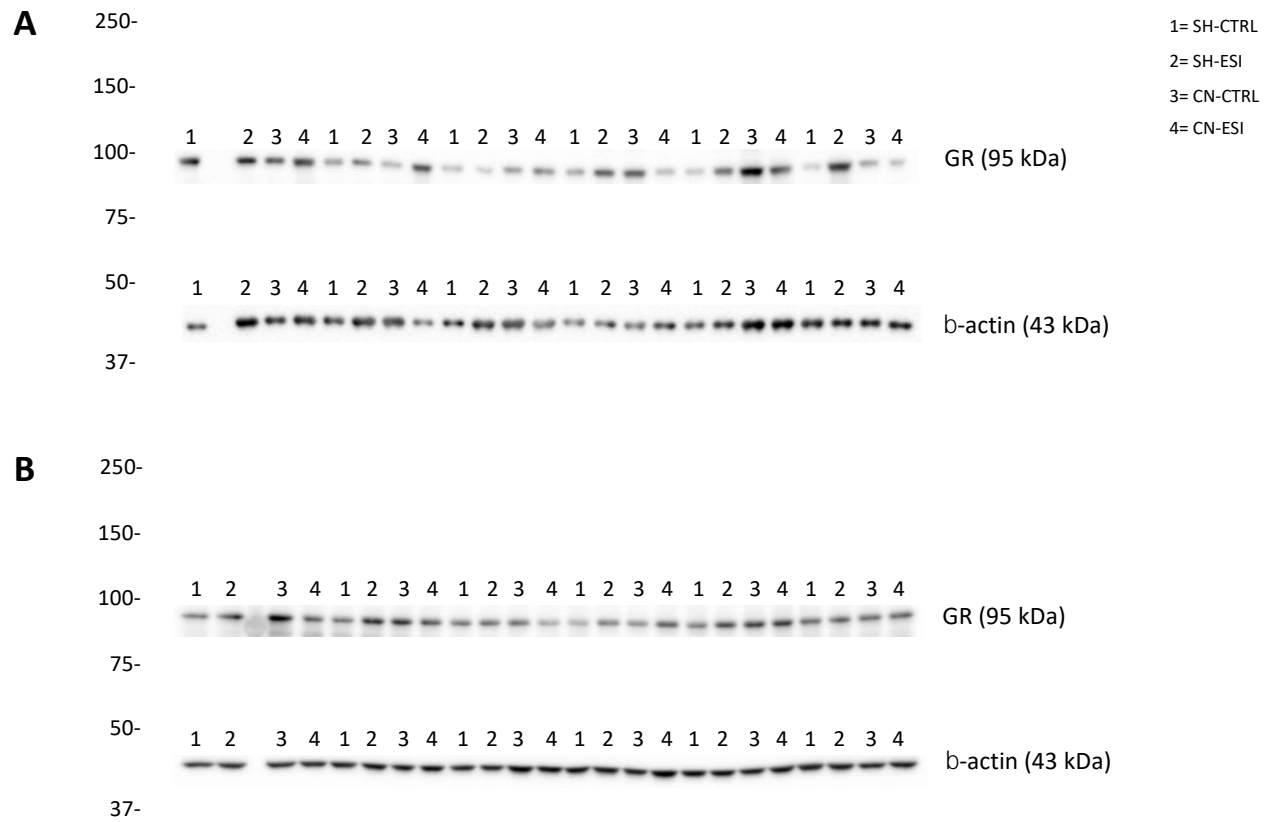 A
250-
1= SH-CTRL
2= SH-ESI
3= CN-CTRL
4= CN-ESI
150-
1 2 3 4 1 2 3 4 1 2 3 4 1 2 3 4 1 2 3 4 1 2 3 4
100-
GR (95 kDa)
75-
50-
1 2 3 4 1 2 3 4 1 2 3 4 1 2 3 4 1 2 3 4 1 2 3 4
b-actin (43 kDa)
37-
B
250-
150-
1 2 3 4 1 2 3 4 1 2 3 4 1 2 3 4 1 2 3 4 1 2 3 4
100-
GR (95 kDa)
75-
50-
1 2 3 4 1 2 3 4 1 2 3 4 1 2 3 4 1 2 3 4 1 2 3 4
b-actin (43 kDa)
37-